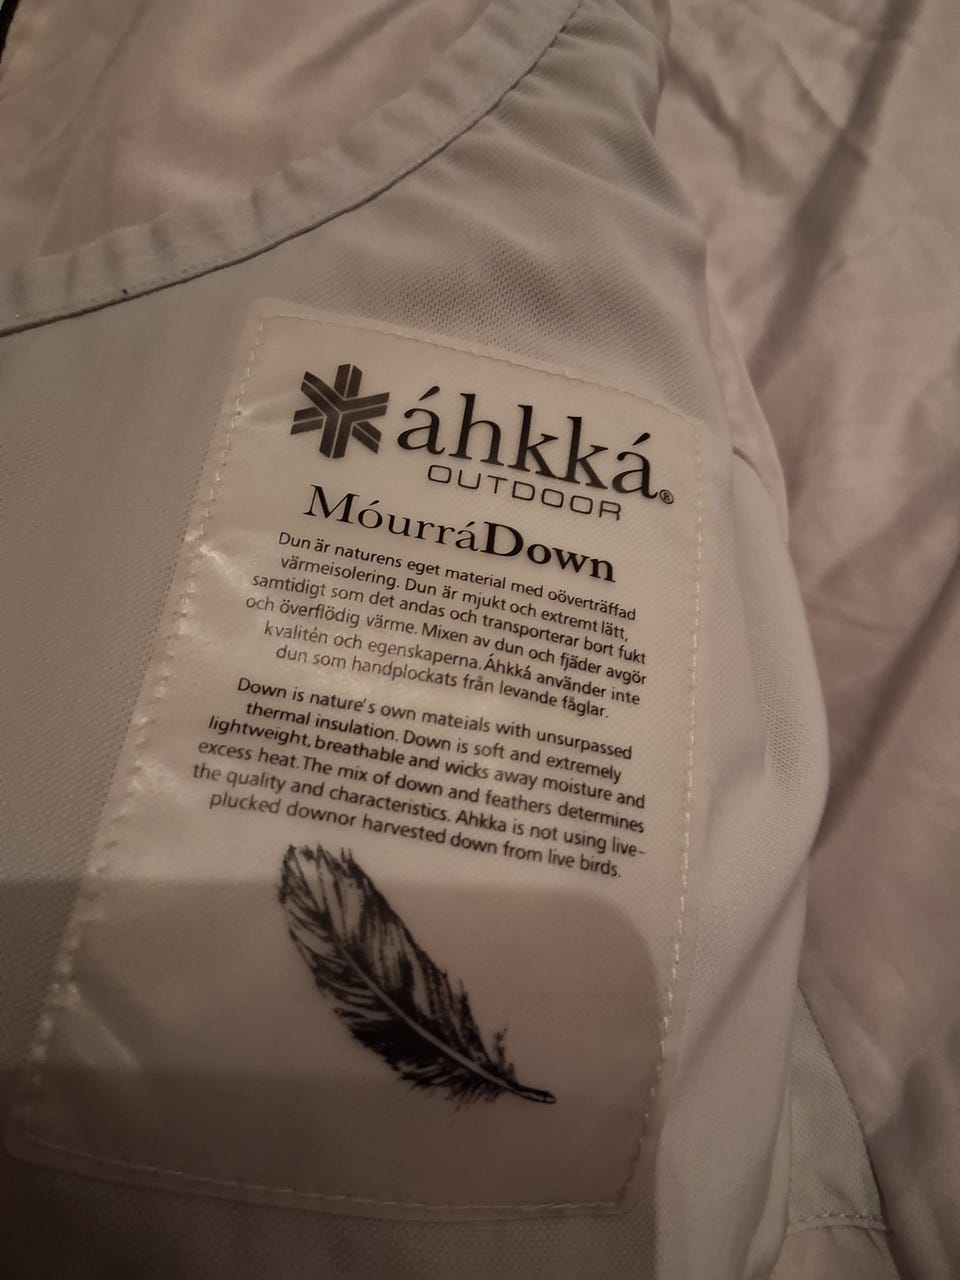 áhkká®
OUTDOOR
MóurráDown
Dun är naturens eget material med oöverträffad
värmeisolering. Dun är mjukt och extremt lätt,
samtidigt som det andas och transporterar bort fukt
och överflödig värme. Mixen av dun och fjäder avgör
kvalitén och egenskaperna. Áhkká använder inte
dun som handplockats från levande fåglar.
Down is nature's own mateials with unsurpassed
thermal insulation. Down is soft and extremely
lightweight, breathable and wicks away moisture and
excess heat. The mix of down and feathers determines
the quality and characteristics. Ahkka is not using live-
plucked downor harvested down from live birds.